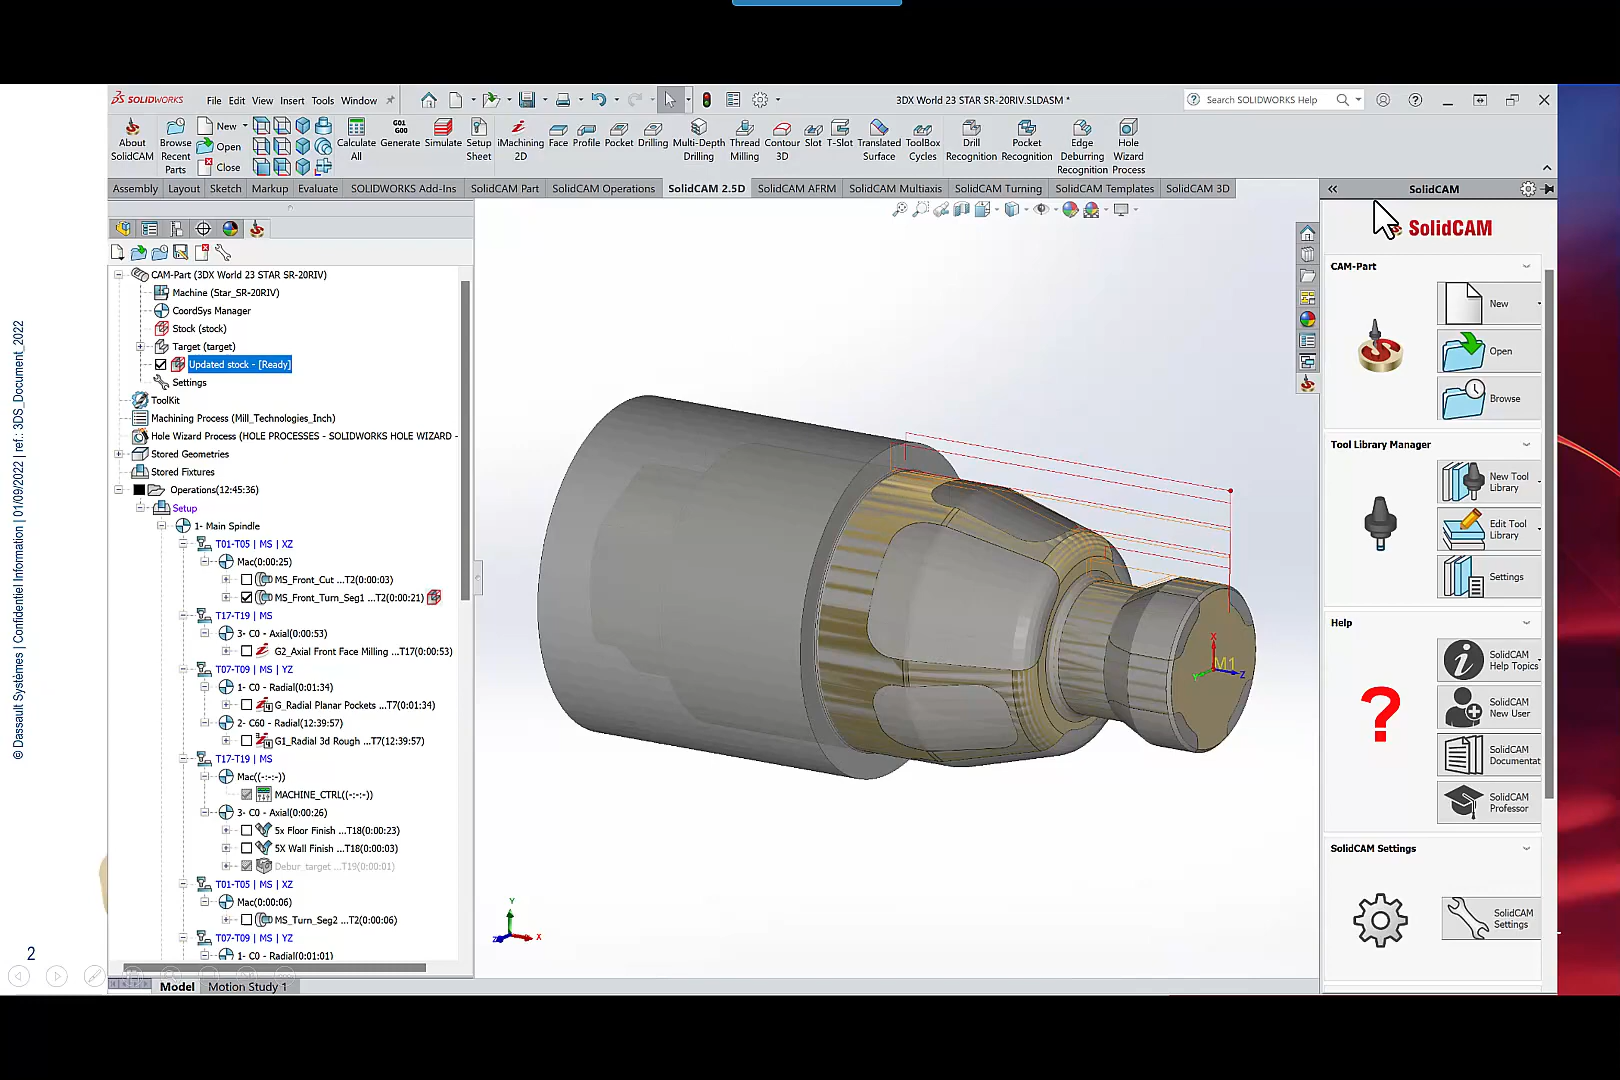 SOLIDWORKS File Edit View Insert Tools Window
3DX World 23 STAR SR-20RIV.SLDASM *
Search SOLIDWORKS Help
About SolidCAM
Browse Recent Parts
New
Open
Close
Calculate All
G01 G00
Generate
Simulate
Setup Sheet
iMachining 2D
Face
Profile
Pocket
Drilling
Multi-Depth Drilling
Thread Milling
Contour 3D
Slot
T-Slot
Translated Surface
ToolBox Cycles
Drill Recognition
Pocket Recognition
Edge Deburring Recognition
Hole Wizard Process
Assembly Layout Sketch Markup Evaluate SOLIDWORKS Add-Ins SolidCAM Part SolidCAM Operations SolidCAM 2.5D SolidCAM AFRM SolidCAM Multiaxis SolidCAM Turning SolidCAM Templates SolidCAM 3D
CAM-Part (3DX World 23 STAR SR-20RIV)
Machine (Star_SR-20RIV)
CoordSys Manager
Stock (stock)
Target (target)
Updated stock - [Ready]
Settings
ToolKit
Machining Process (Mill_Technologies_Inch)
Hole Wizard Process (HOLE PROCESSES - SOLIDWORKS HOLE WIZARD -
Stored Geometries
Stored Fixtures
Operations(12:45:36)
Setup
1- Main Spindle
T01-T05 | MS | XZ
Mac(0:00:25)
MS_Front_Cut ...T2(0:00:03)
MS_Front_Turn_Seg1 ...T2(0:00:21)
T17-T19 | MS
3- C0 - Axial(0:00:53)
G2_Axial Front Face Milling ...T17(0:00:53)
T07-T09 | MS | YZ
1- C0 - Radial(0:01:34)
G_Radial Planar Pockets ...T7(0:01:34)
2- C60 - Radial(12:39:57)
G1_Radial 3d Rough ...T7(12:39:57)
T17-T19 | MS
Mac((-:-:-))
MACHINE_CTRL((-:-:-))
3- C0 - Axial(0:00:26)
5x Floor Finish ...T18(0:00:23)
5X Wall Finish ...T18(0:00:03)
Debur_target ...T19(0:00:01)
T01-T05 | MS | XZ
Mac(0:00:06)
MS_Turn_Seg2 ...T2(0:00:06)
T07-T09 | MS | YZ
1- C0 - Radial(0:01:01)
Model Motion Study 1
X
M1
Y
Z
Y
Z
X
SolidCAM
SolidCAM
CAM-Part
New
Open
Browse
Tool Library Manager
New Tool
Library
Edit Tool
Library
Settings
Help
SolidCAM
Help Topics
SolidCAM
New User
SolidCAM
Documentat
SolidCAM
Professor
?
SolidCAM Settings
SolidCAM
Settings
© Dassault Systèmes | Confidential Information | 01/09/2022 | ref.: 3DS_Document_2022
2